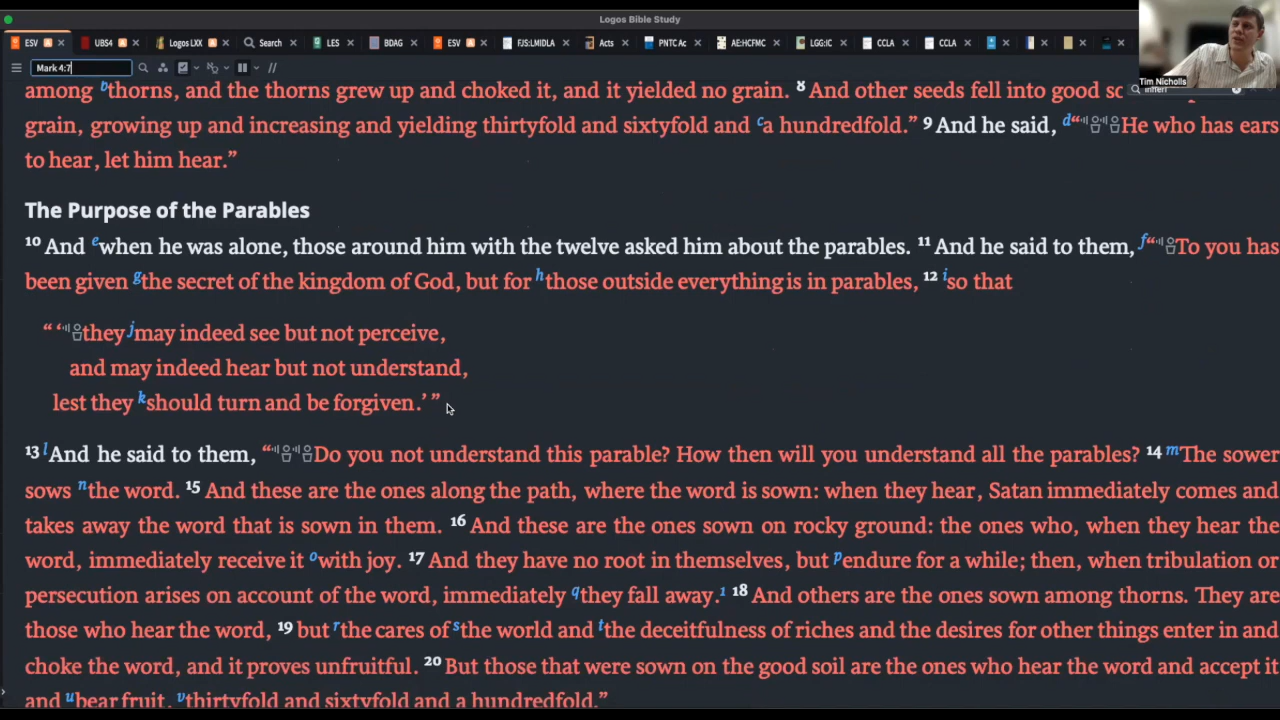 Logos Bible Study
ESV A × UBS4 A × Logos LXX × Search × LES × BDAG × ESV A × FJS:LMIDLA × Acts × PNTC Ac × AE:HCFMC × LGG:IC × CCLA × CCLA × × × × ×
Mark 4:7
Tim Nicholls
among b thorns, and the thorns grew up and choked it, and it yielded no grain. 8 And other seeds fell into good
grain, growing up and increasing and yielding thirtyfold and sixtyfold and c a hundredfold.” 9 And he said, d “He who has ears
to hear, let him hear.”
The Purpose of the Parables
10 And e when he was alone, those around him with the twelve asked him about the parables. 11 And he said to them, f “To you has
been given g the secret of the kingdom of God, but for h those outside everything is in parables, 12 i so that
“ ‘they j may indeed see but not perceive,
and may indeed hear but not understand,
lest they k should turn and be forgiven.’ ”
13 l And he said to them, “Do you not understand this parable? How then will you understand all the parables? 14 m The sower
sows n the word. 15 And these are the ones along the path, where the word is sown: when they hear, Satan immediately comes and
takes away the word that is sown in them. 16 And these are the ones sown on rocky ground: the ones who, when they hear the
word, immediately receive it o with joy. 17 And they have no root in themselves, but p endure for a while; then, when tribulation or
persecution arises on account of the word, immediately q they fall away. 1 18 And others are the ones sown among thorns. They are
those who hear the word, 19 but r the cares of s the world and t the deceitfulness of riches and the desires for other things enter in and
choke the word, and it proves unfruitful. 20 But those that were sown on the good soil are the ones who hear the word and accept it
and u bear fruit, v thirtyfold and sixtyfold and a hundredfold.”